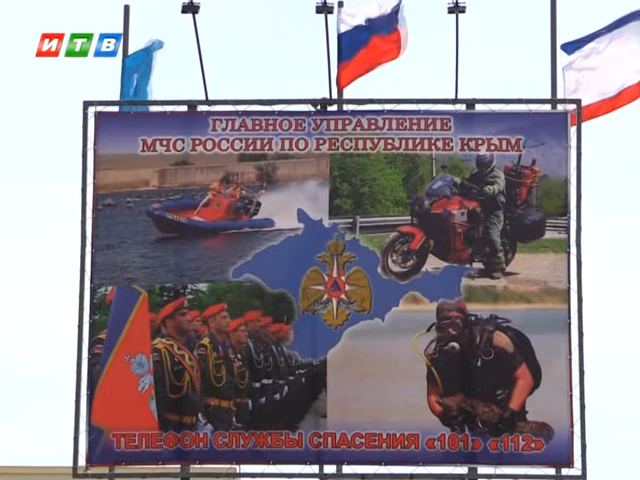 ИТВ
ГЛАВНОЕ УПРАВЛЕНИЕ
МЧС РОССИИ ПО РЕСПУБЛИКЕ КРЫМ
ТЕЛЕФОН СЛУЖБЫ СПАСЕНИЯ «101» «112»